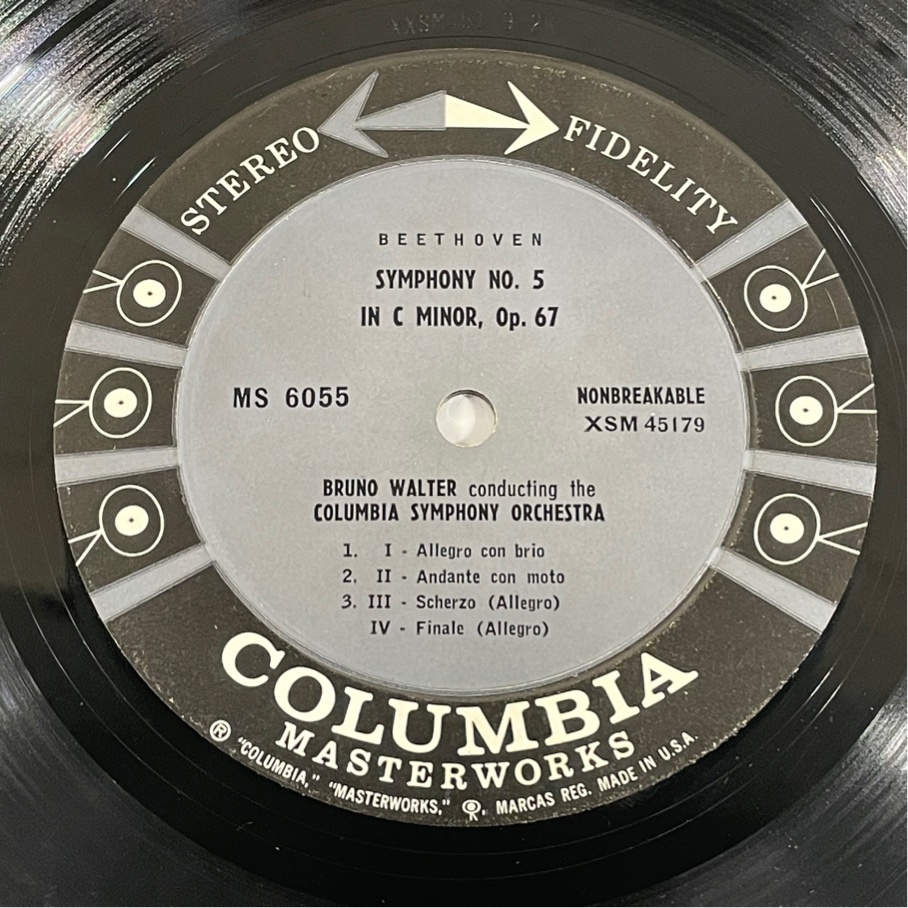 STEREO FIDELITY
BEETHOVEN
SYMPHONY NO. 5
IN C MINOR, Op. 67
MS 6055
NONBREAKABLE
XSM 45179
BRUNO WALTER conducting the
COLUMBIA SYMPHONY ORCHESTRA
1. I - Allegro con brio
2. II - Andante con moto
3. III - Scherzo (Allegro)
IV - Finale (Allegro)
COLUMBIA
MASTERWORKS
® "COLUMBIA," "MASTERWORKS," MARCAS REG. MADE IN U.S.A.